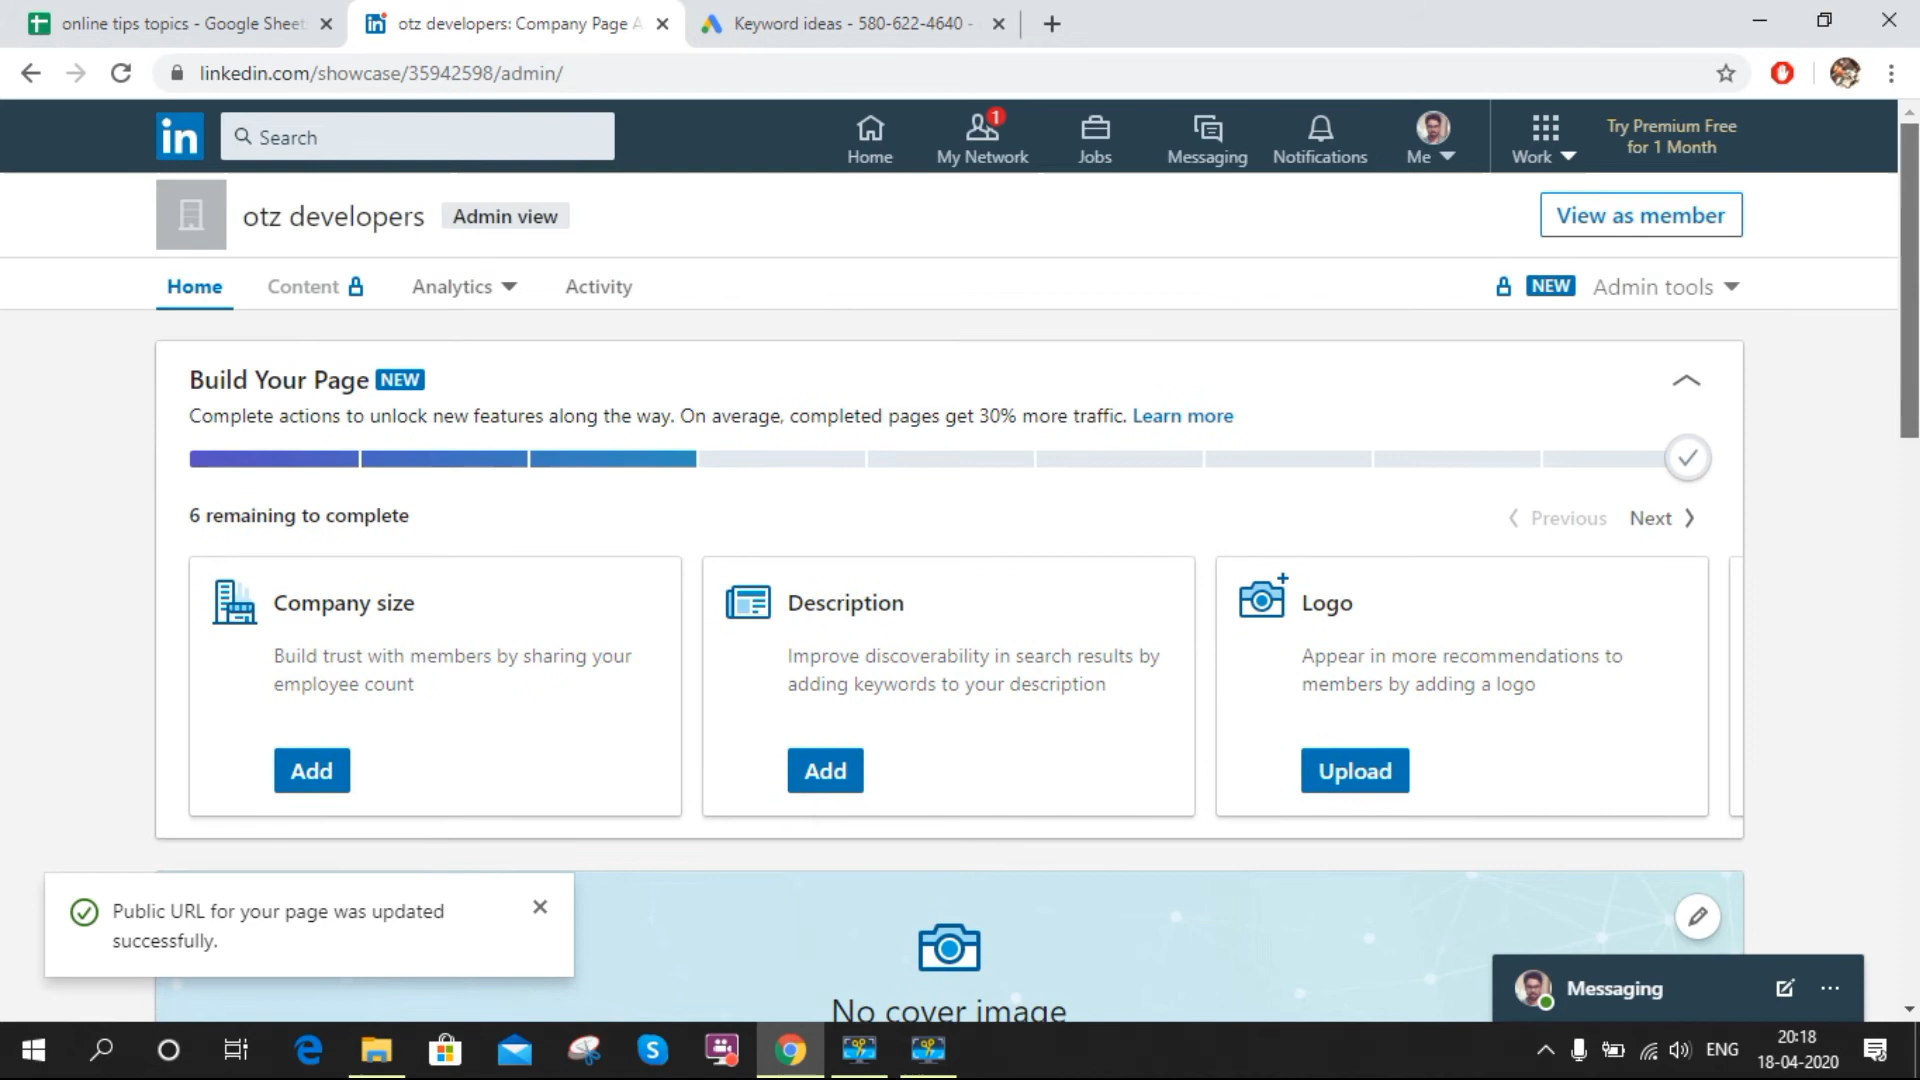 online tips topics - Google Sheet
otz developers: Company Page A
Keyword ideas - 580-622-4640 -
linkedin.com/showcase/35942598/admin/
in
Search
Home
1
My Network
Jobs
Messaging
Notifications
Me
Work
Try Premium Free
for 1 Month
otz developers
Admin view
View as member
Home
Content
Analytics
Activity
NEW
Admin tools
Build Your Page NEW
Complete actions to unlock new features along the way. On average, completed pages get 30% more traffic. Learn more
6 remaining to complete
Previous
Next
Company size
Build trust with members by sharing your
employee count
Add
Description
Improve discoverability in search results by
adding keywords to your description
Add
Logo
Appear in more recommendations to
members by adding a logo
Upload
Public URL for your page was updated
successfully.
No cover image
Messaging
ENG
20:18
18-04-2020